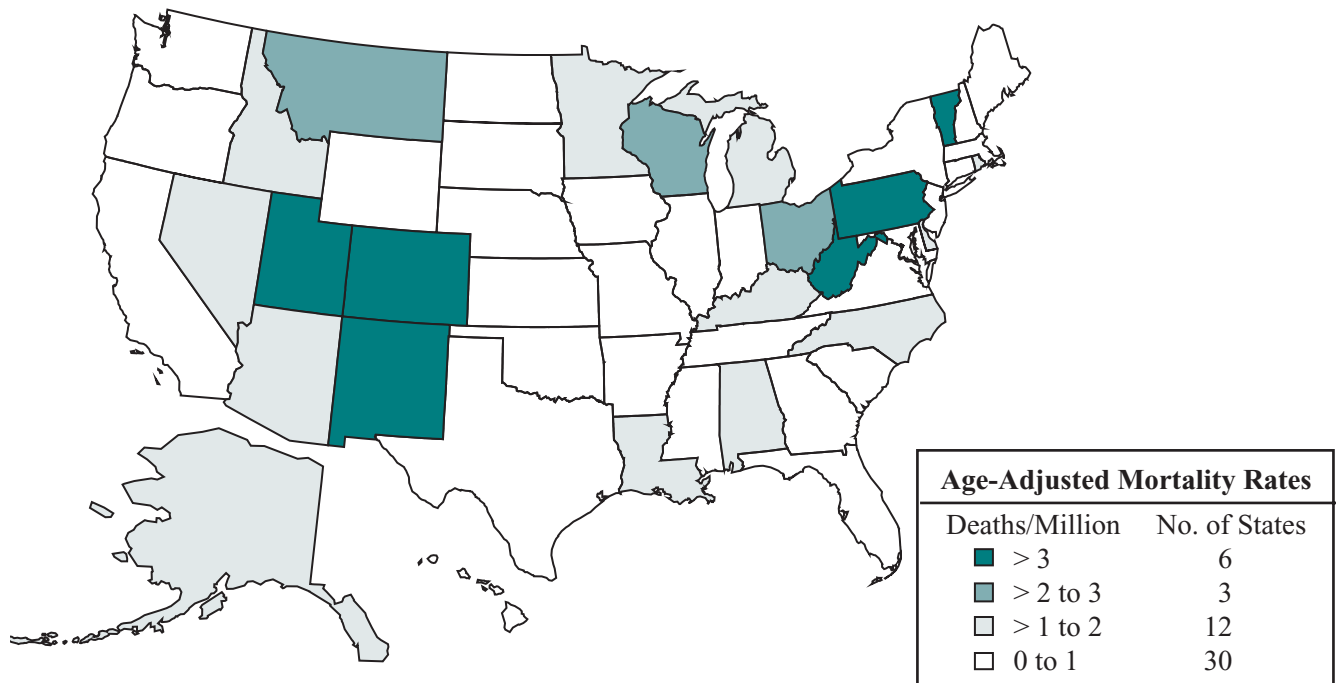 Age-Adjusted Mortality Rates
Deaths/Million No. of States
> 3 6
> 2 to 3 3
> 1 to 2 12
0 to 1 30